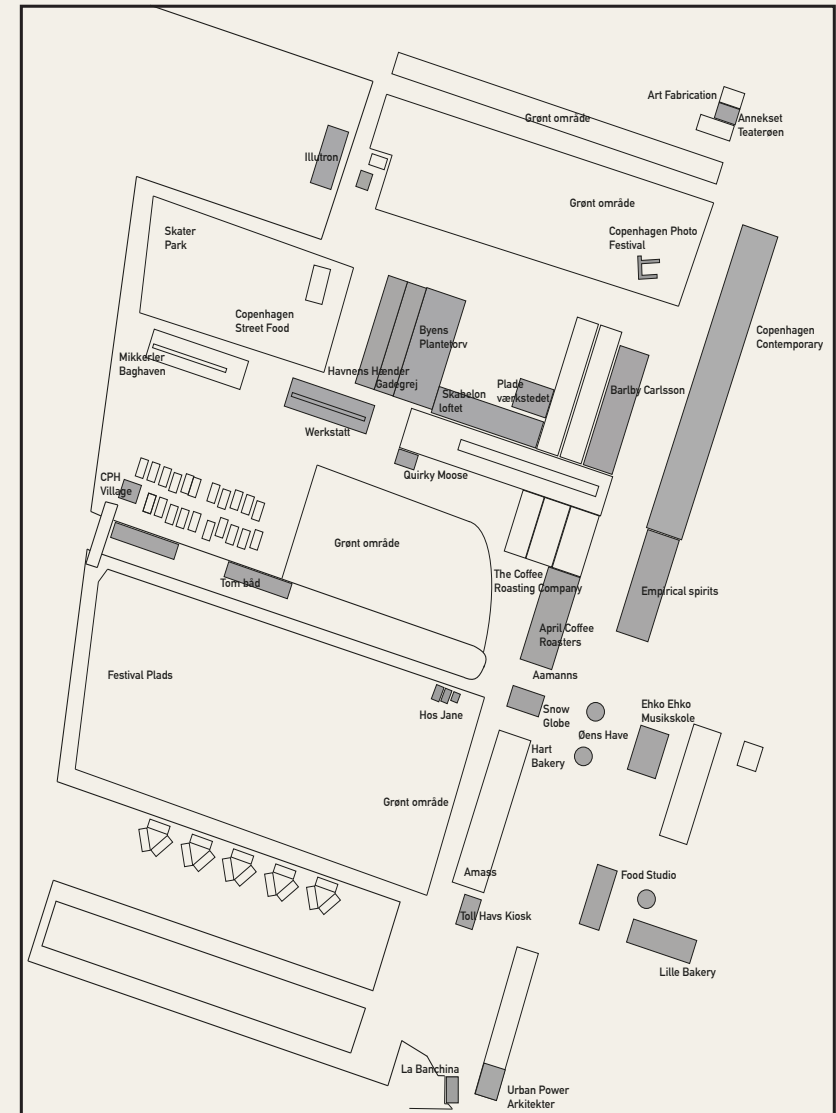 Art Fabrication
Grønt område
Annekset
Teaterøen
Illutron
Grønt område
Skater
Park
Copenhagen Photo
Festival
Copenhagen
Street Food
Byens
Plantetorv
Copenhagen
Contemporary
Mikkerler
Baghaven
Havnens Hænder
Gadegrej
Plade
værkstedet
Skabelon
loftet
Barlby Carlsson
Werkstatt
Quirky Moose
CPH
Village
Grønt område
The Coffee
Roasting Company
Tom båd
Empirical spirits
April Coffee
Roasters
Festival Plads
Aamanns
Hos Jane
Snow
Globe
Ehko Ehko
Musikskole
Øens Have
Hart
Bakery
Grønt område
Amass
Food Studio
Toll Havs Kiosk
Lille Bakery
La Banchina
Urban Power
Arkitekter